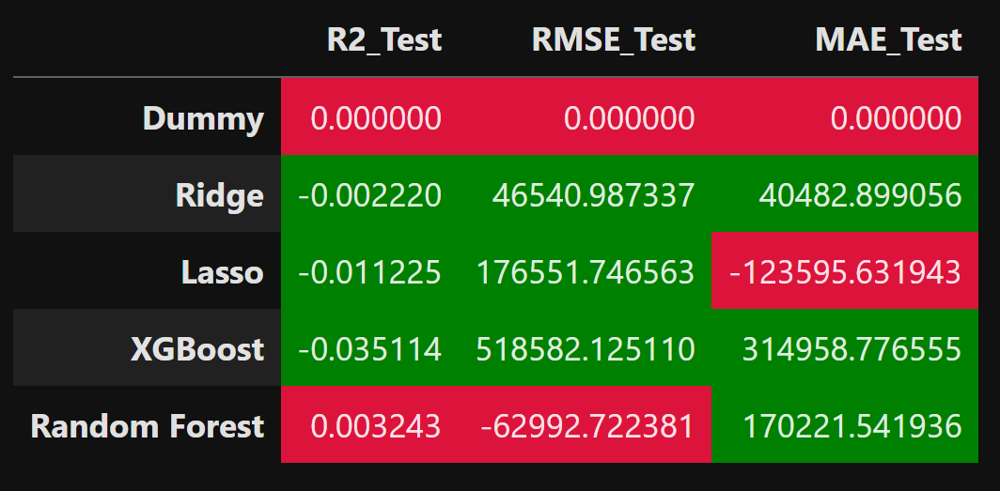 R2_Test RMSE_Test MAE_Test
Dummy 0.000000 0.000000 0.000000
Ridge -0.002220 46540.987337 40482.899056
Lasso -0.011225 176551.746563 -123595.631943
XGBoost -0.035114 518582.125110 314958.776555
Random Forest 0.003243 -62992.722381 170221.541936